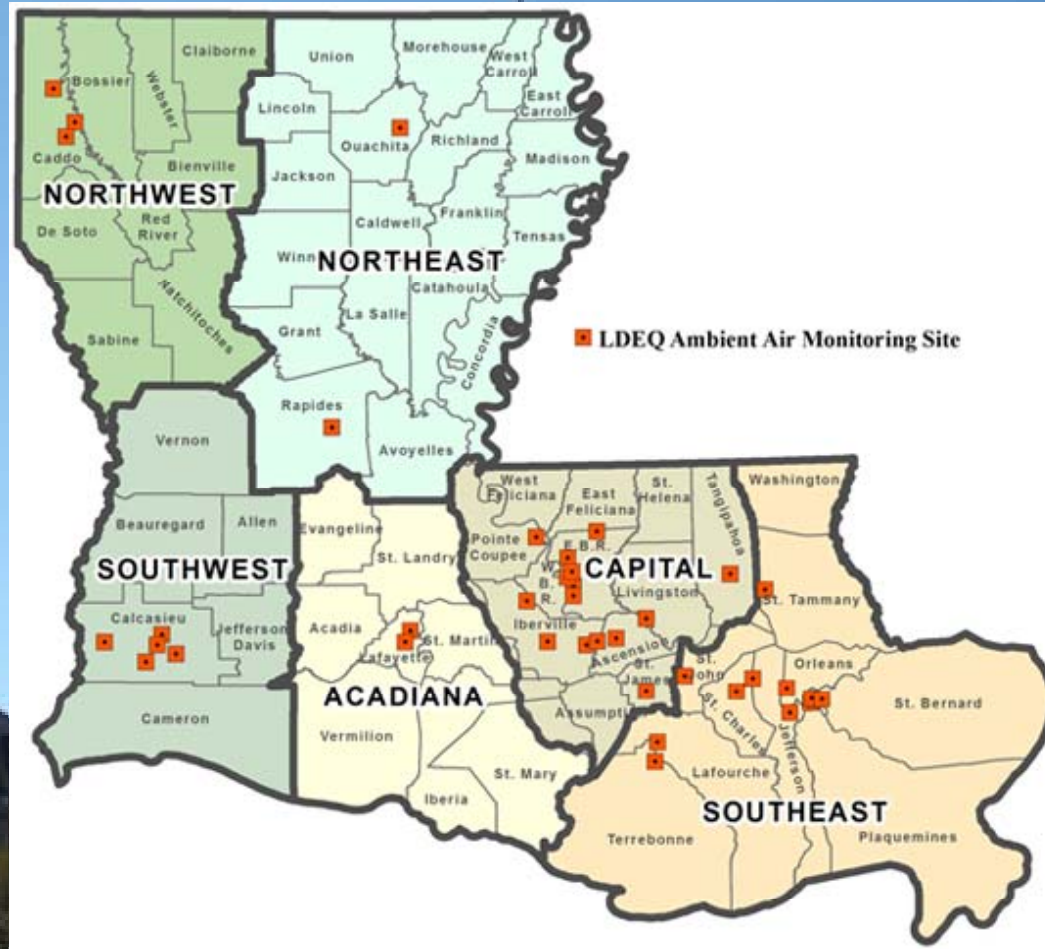 Claiborne
Bossier
Webster
Caddo
Bienville
NORTHWEST
De Soto
Red
River
Natchitoches
Sabine
Union
Morehouse
West
Carroll
East
Carroll
Lincoln
Ouachita
Richland
Madison
Jackson
Caldwell
Franklin
Tensas
Winn
NORTHEAST
Catahoula
La Salle
Grant
Concordia
Rapides
Avoyelles
LDEQ Ambient Air Monitoring Site
Vernon
Beauregard
Allen
SOUTHWEST
Calcasieu
Jefferson
Davis
Cameron
Evangeline
St. Landry
Acadia
St. Martin
Lafayette
ACADIANA
Vermilion
St. Mary
Iberia
West
Feliciana
East
Feliciana
St.
Helena
Tangipahoa
Pointe
Coupee
E.B.R.
W.
B.
R.
CAPITAL
Livingston
Iberville
Ascension
St.
James
Assumpti
Washington
St. Tammany
St.
John
Orleans
St. Bernard
St. Charles
Jefferson
Lafourche
SOUTHEAST
Terrebonne
Plaquemines